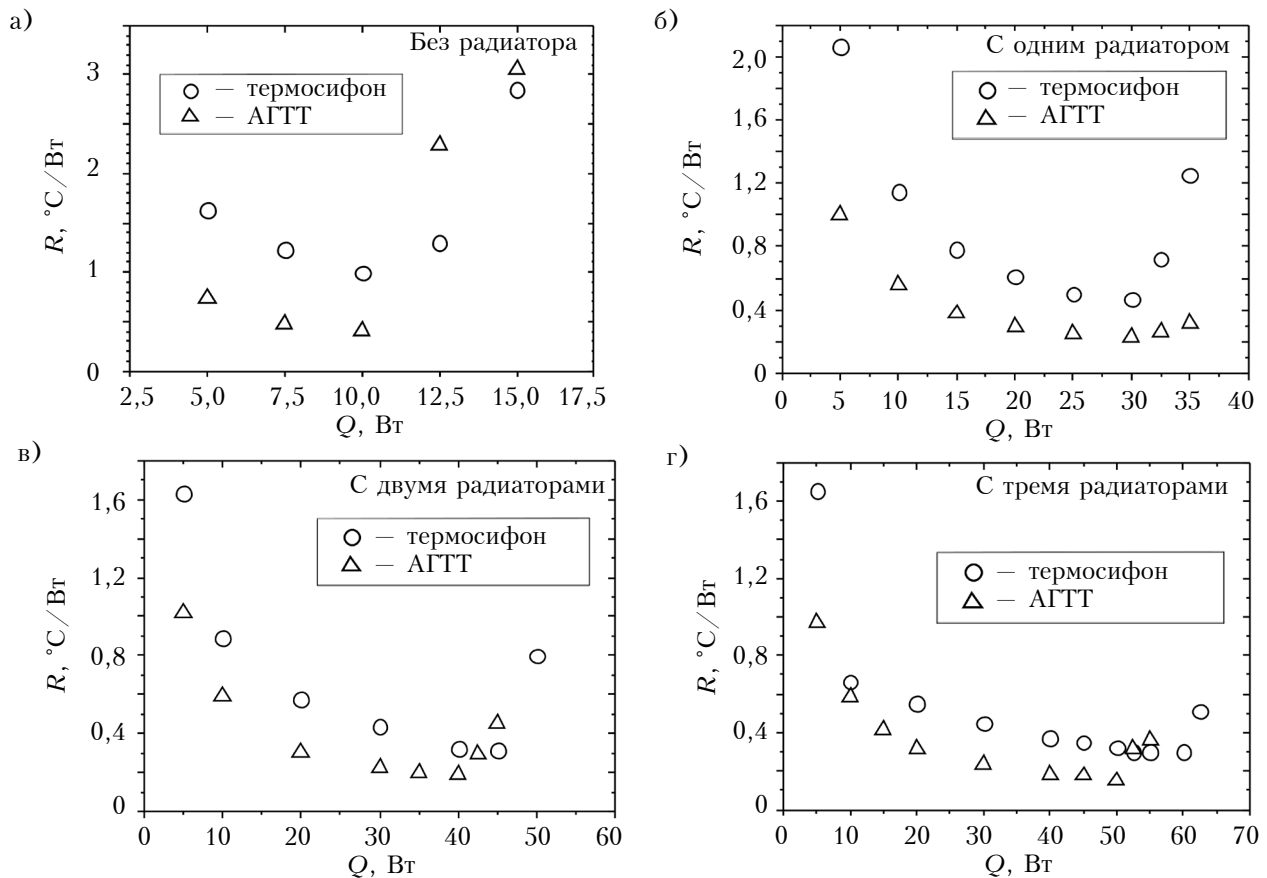 а)
Без радиатора
— термосифон
— АГТТ
R, °С/Вт
3
2
1
0
2,5 5,0 7,5 10,0 12,5 15,0 17,5
Q, Вт
б)
С одним радиатором
— термосифон
— АГТТ
R, °С/Вт
2,0
1,6
1,2
0,8
0,4
0
0 5 10 15 20 25 30 35 40
Q, Вт
в)
С двумя радиаторами
— термосифон
— АГТТ
R, °С/Вт
1,6
1,2
0,8
0,4
0
0 10 20 30 40 50 60
Q, Вт
г)
С тремя радиаторами
— термосифон
— АГТТ
R, °С/Вт
1,6
1,2
0,8
0,4
0
0 10 20 30 40 50 60 70
Q, Вт